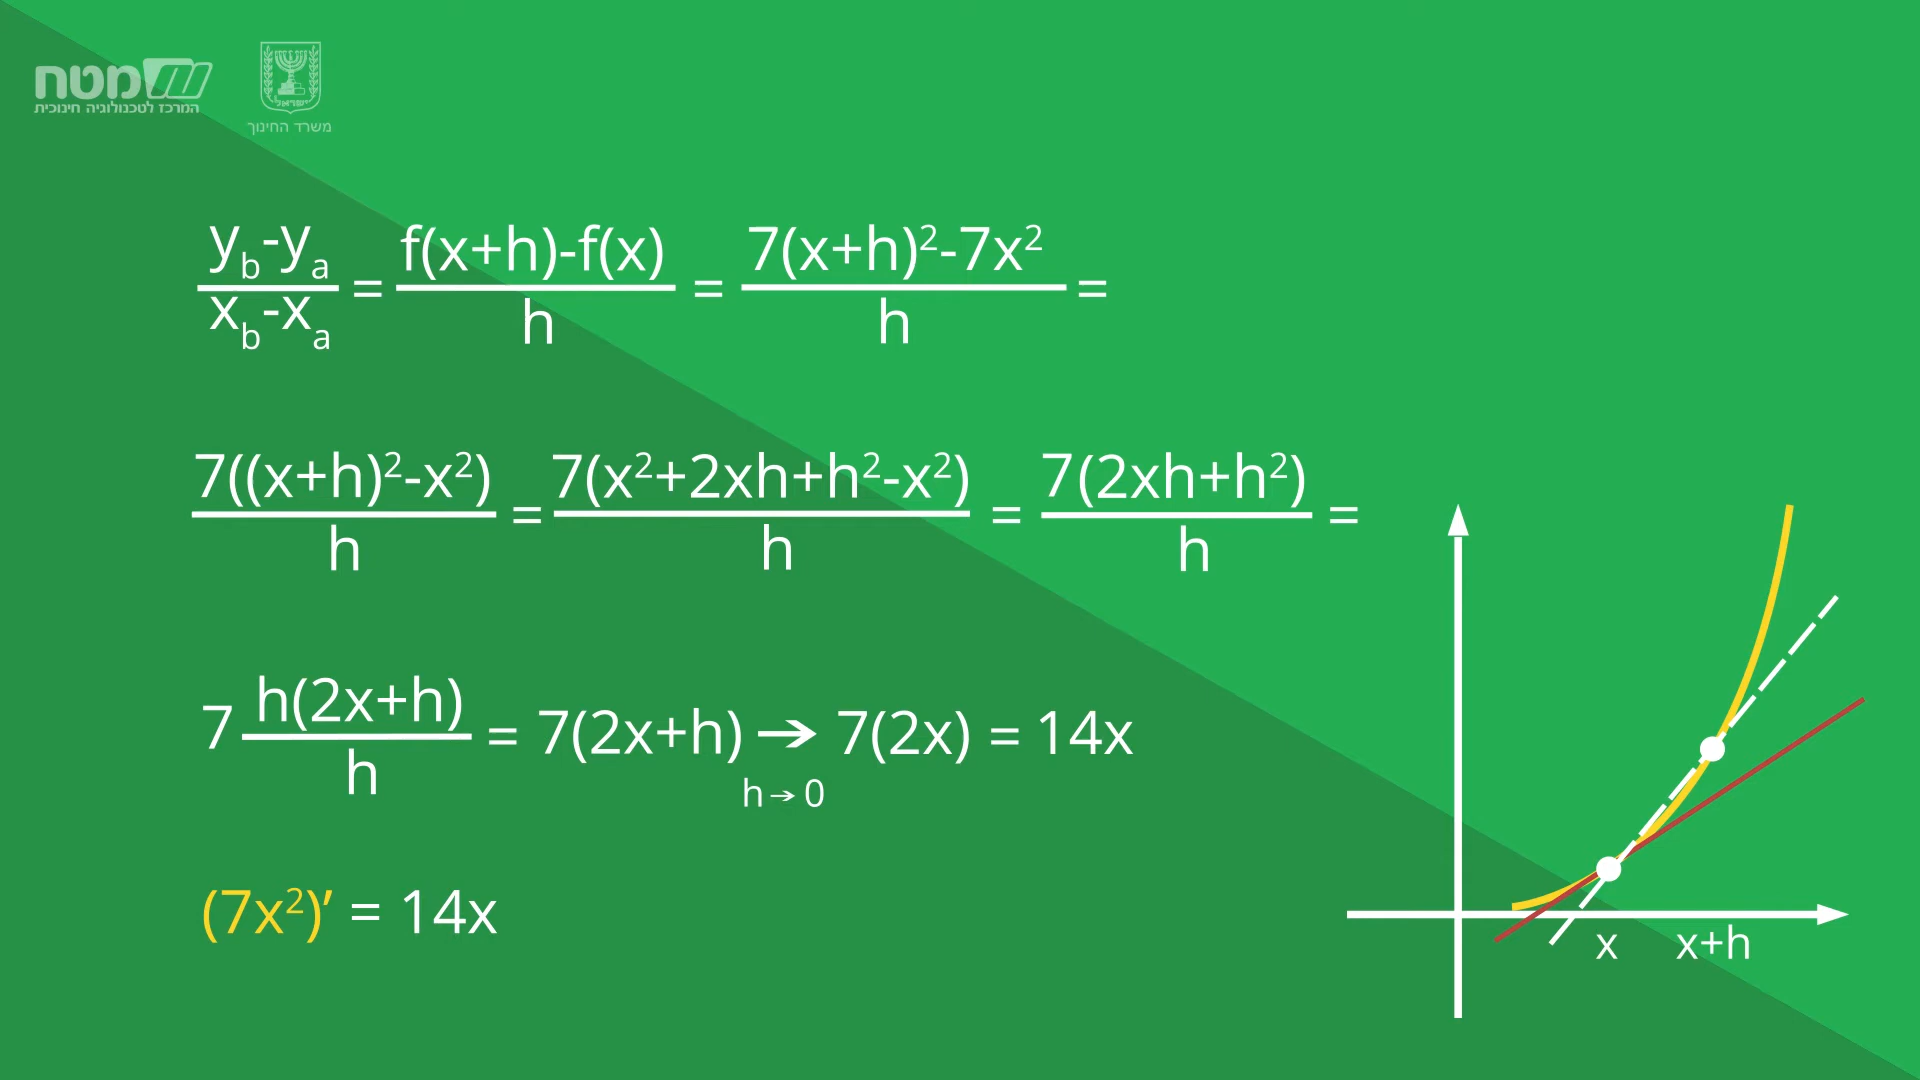 מטח
המרכז לטכנולוגיה חינוכית
ישראל
משרד החינוך
(y_b-y_a)/(x_b-x_a) = (f(x+h)-f(x))/h = (7(x+h)²-7x²)/h =
7((x+h)²-x²)/h = 7(x²+2xh+h²-x²)/h = 7(2xh+h²)/h =
7 h(2x+h)/h = 7(2x+h) → 7(2x) = 14x
h → 0
(7x²)’ = 14x
x x+h